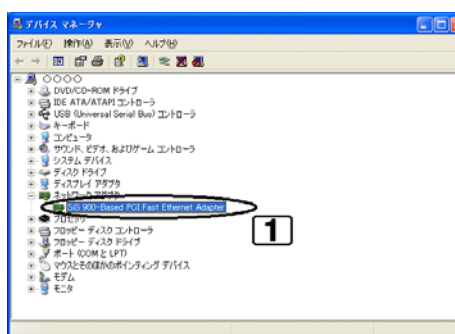 デバイス マネージャ
ファイル(F) 操作(A) 表示(V) ヘルプ(H)
○○○○
DVD/CD-ROM ドライブ
IDE ATA/ATAPI コントローラ
USB (Universal Serial Bus) コントローラ
キーボード
コンピュータ
サウンド、ビデオ、およびゲーム コントローラ
システム デバイス
ディスク ドライブ
ディスプレイ アダプタ
ネットワーク アダプタ
SiS 900-Based PCI Fast Ethernet Adapter
1
プロセッサ
フロッピー ディスク コントローラ
フロッピー ディスク ドライブ
ポート (COM と LPT)
マウスとそのほかのポインティング デバイス
モデム
モニタ